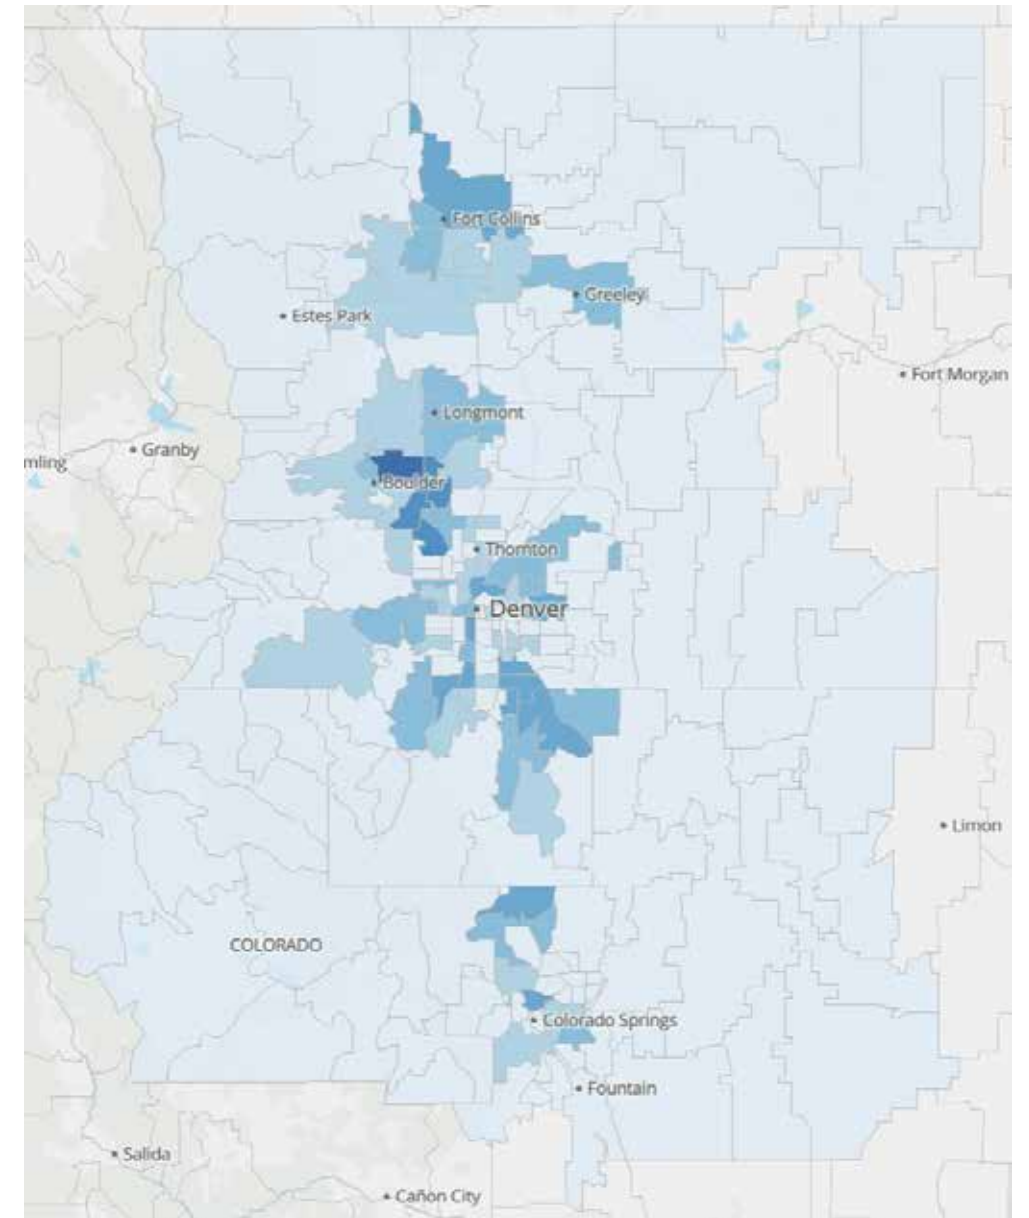 Fort Collins
Greeley
Estes Park
Fort Morgan
Longmont
Granby
mling
Boulder
Thornton
Denver
Limon
COLORADO
Colorado Springs
Fountain
Salida
Cañon City